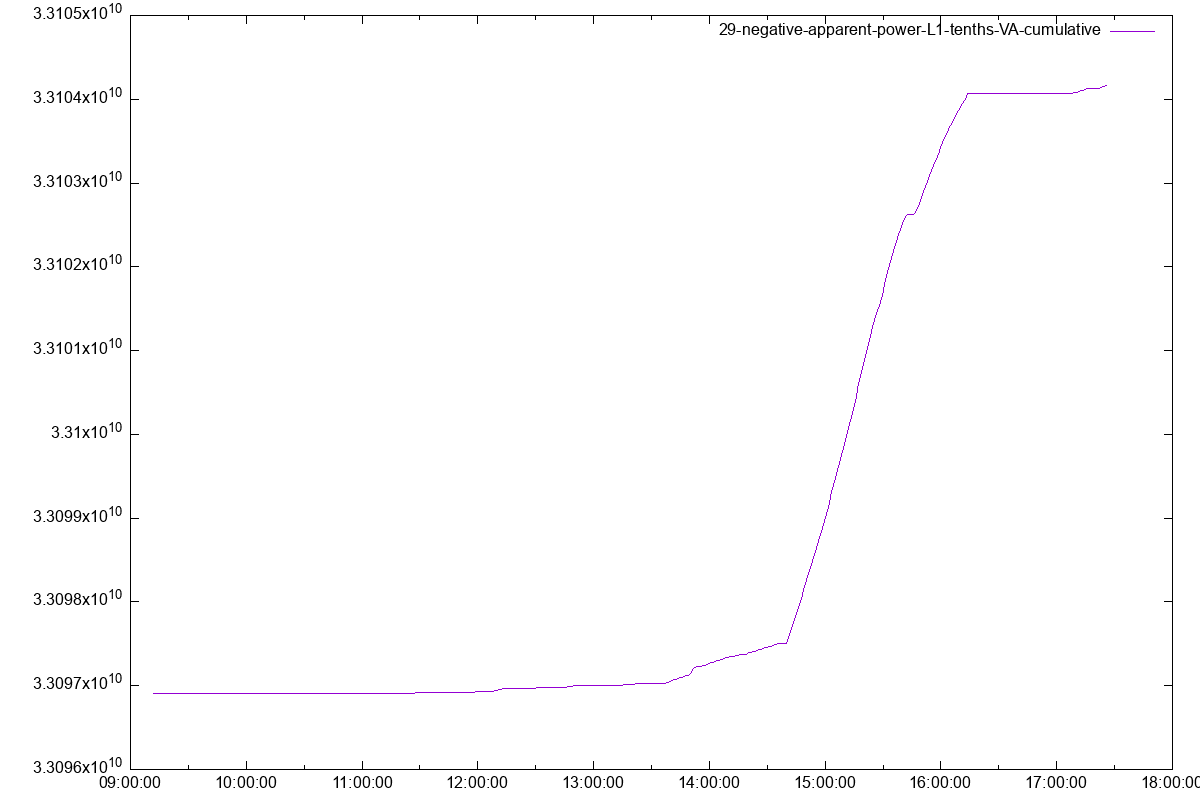 3.3105x10^10
29-negative-apparent-power-L1-tenths-VA-cumulative
3.3104x10^10
3.3103x10^10
3.3102x10^10
3.3101x10^10
3.31x10^10
3.3099x10^10
3.3098x10^10
3.3097x10^10
3.3096x10^10
09:00:00 10:00:00 11:00:00 12:00:00 13:00:00 14:00:00 15:00:00 16:00:00 17:00:00 18:00:00